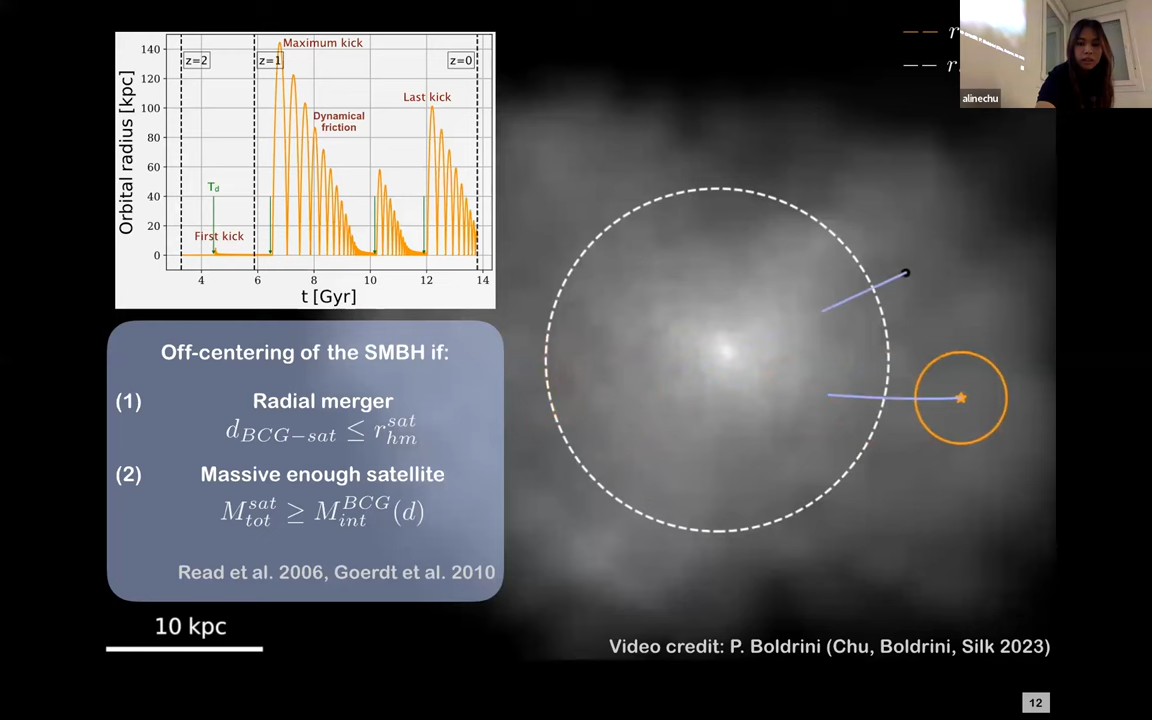 140
120
100
80
60
40
20
0
Orbital radius [kpc]
z=2
z=1
z=0
Maximum kick
Last kick
Dynamical
friction
T_d
First kick
4
6
8
10
12
14
t [Gyr]
r
r
alinechu
Off-centering of the SMBH if:
(1) Radial merger
d_{BCG-sat} ≤ r_{hm}^{sat}
(2) Massive enough satellite
M_{tot}^{sat} ≥ M_{int}^{BCG}(d)
Read et al. 2006, Goerdt et al. 2010
10 kpc
Video credit: P. Boldrini (Chu, Boldrini, Silk 2023)
12